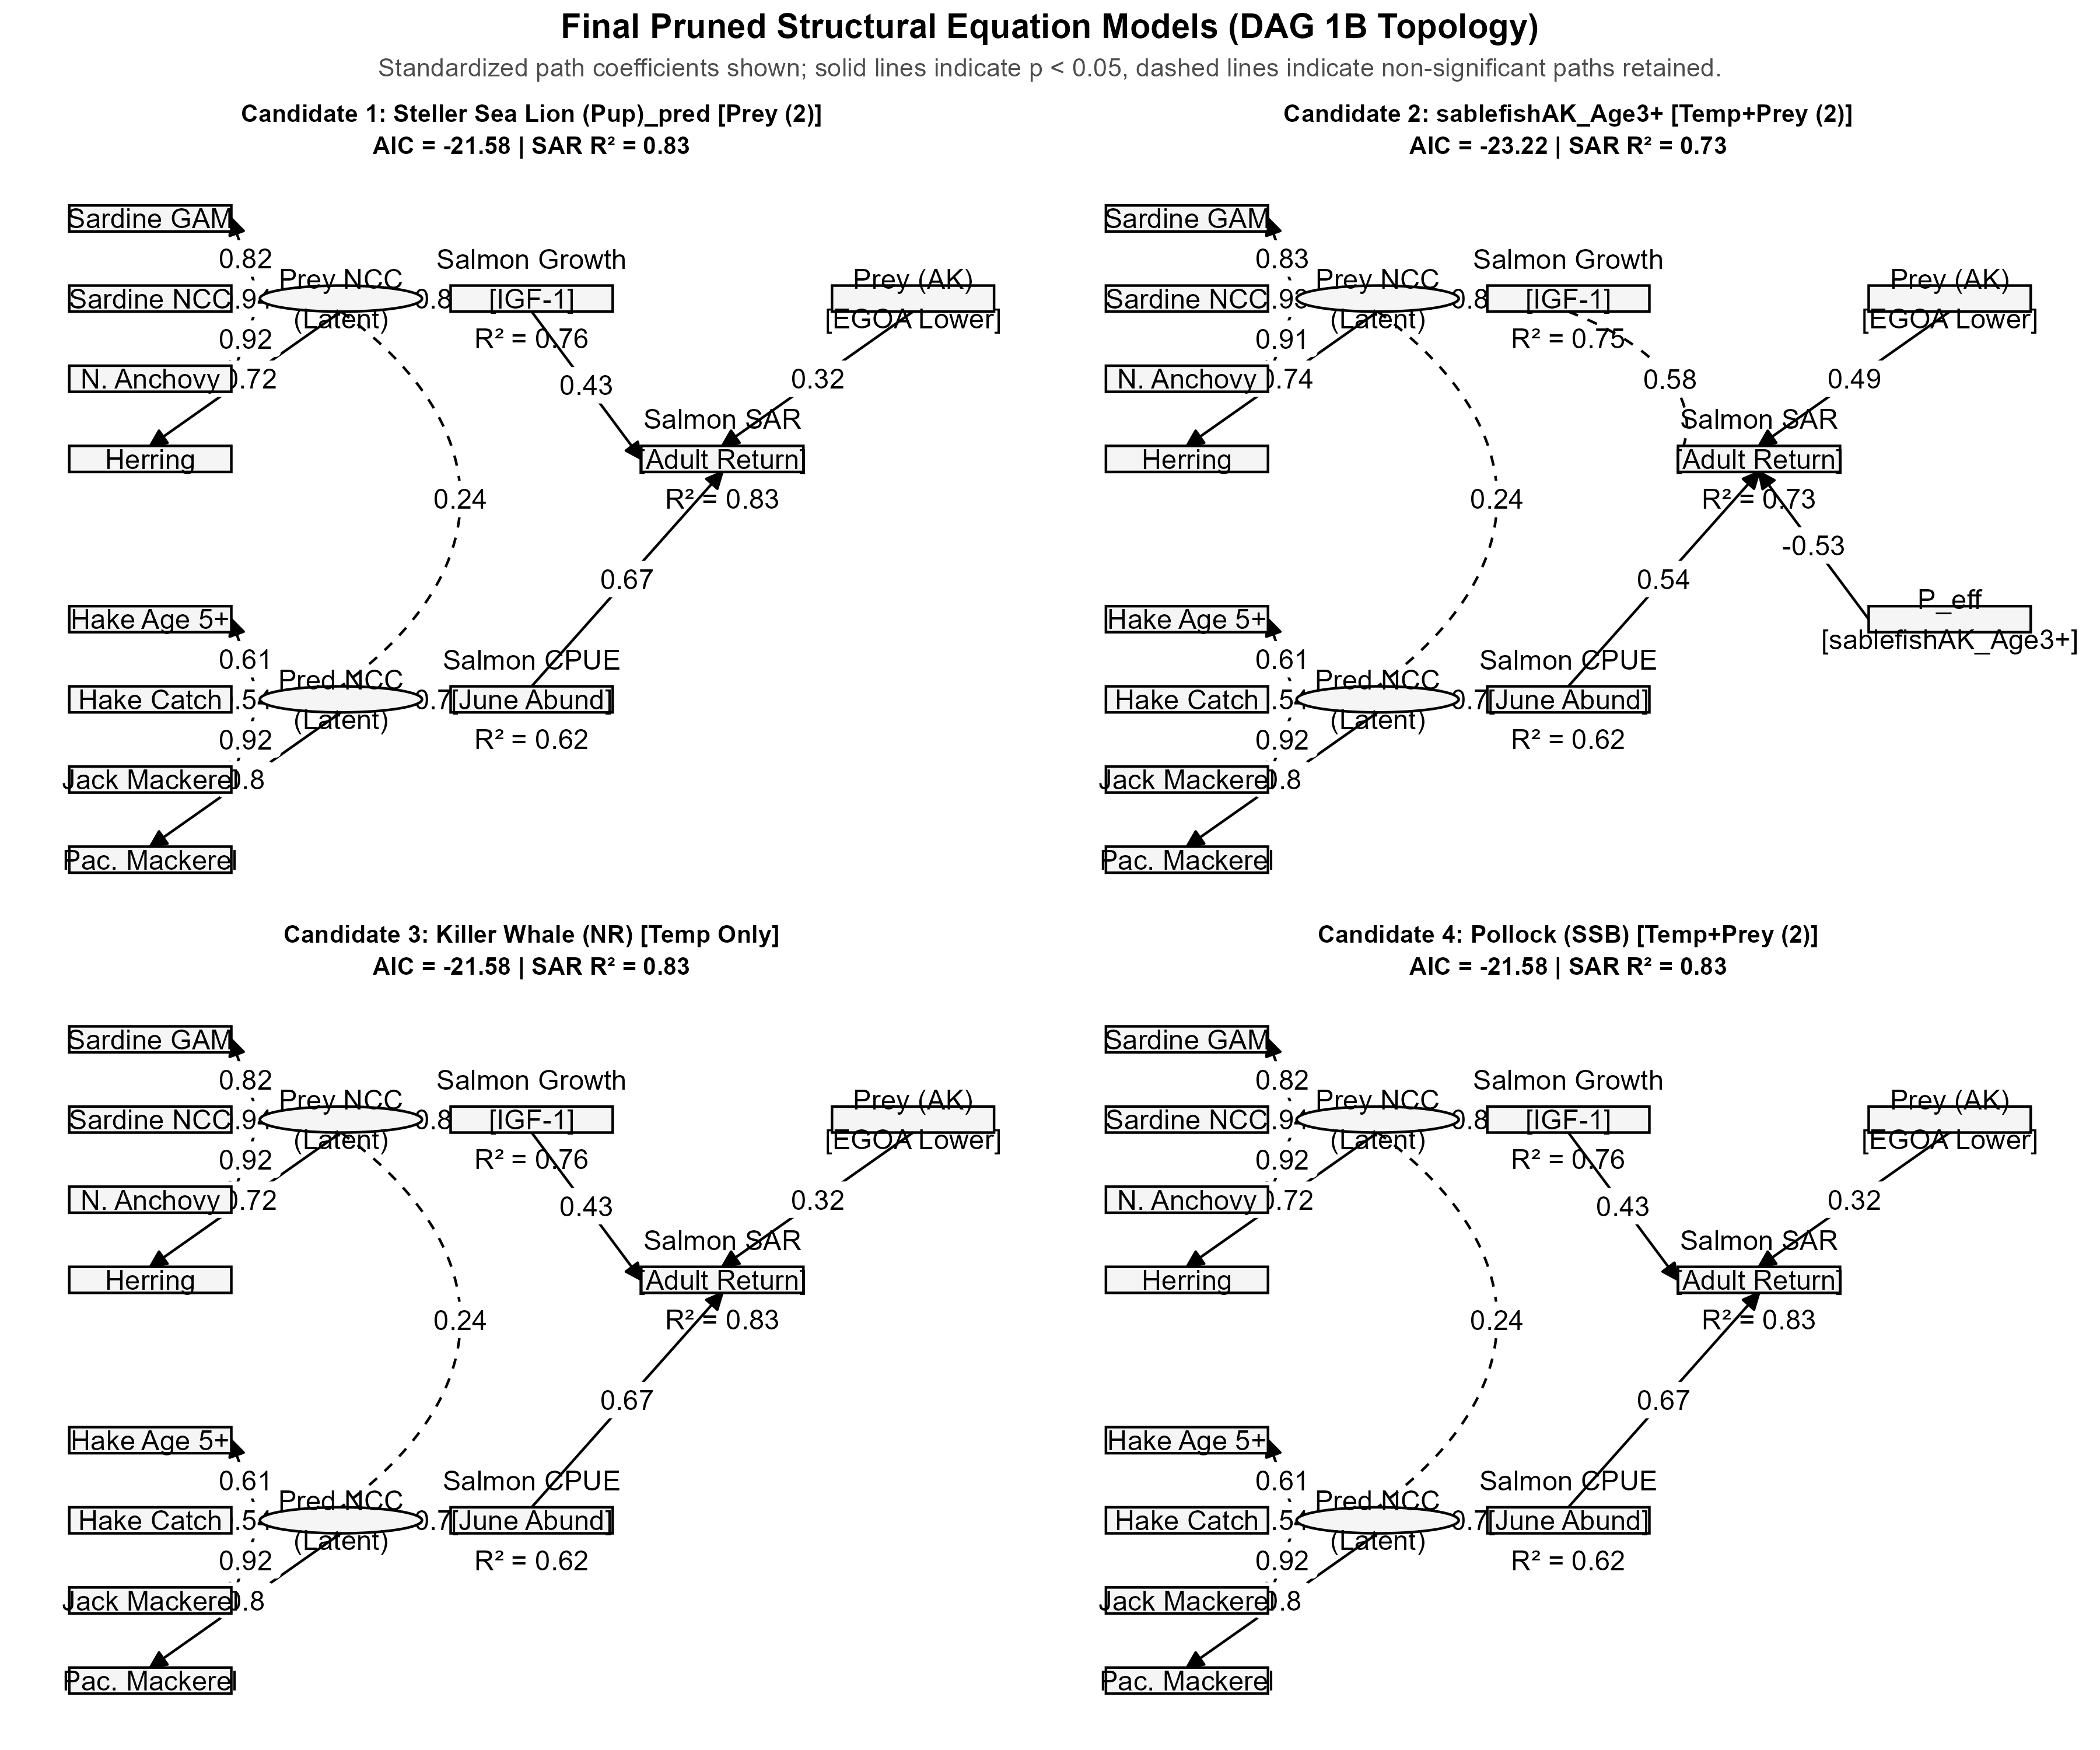 Final Pruned Structural Equation Models (DAG 1B Topology)
Standardized path coefficients shown; solid lines indicate p < 0.05, dashed lines indicate non-significant paths retained.
Candidate 1: Steller Sea Lion (Pup)_pred [Prey (2)]
AIC = -21.58 | SAR R² = 0.83
Sardine GAM
0.82
Salmon Growth
Prey NCC
Prey (AK)
Sardine NCC
[IGF-1]
(Latent)
[EGOA Lower]
0.92
R² = 0.76
N. Anchovy
0.72
0.43
0.32
Salmon SAR
Herring
[Adult Return]
0.24
R² = 0.83
0.67
Hake Age 5+
0.61
Salmon CPUE
Pred NCC
Hake Catch
[June Abund]
(Latent)
0.92
R² = 0.62
Jack Mackerel
0.8
Pac. Mackerel
Candidate 2: sablefishAK_Age3+ [Temp+Prey (2)]
AIC = -23.22 | SAR R² = 0.73
Sardine GAM
0.83
Salmon Growth
Prey NCC
Prey (AK)
Sardine NCC
[IGF-1]
(Latent)
[EGOA Lower]
0.91
R² = 0.75
N. Anchovy
0.74
0.58
0.49
Salmon SAR
Herring
[Adult Return]
0.24
R² = 0.73
-0.53
0.54
P_eff
Hake Age 5+
[sablefishAK_Age3+]
0.61
Salmon CPUE
Pred NCC
Hake Catch
[June Abund]
(Latent)
0.92
R² = 0.62
Jack Mackerel
0.8
Pac. Mackerel
Candidate 3: Killer Whale (NR) [Temp Only]
AIC = -21.58 | SAR R² = 0.83
Sardine GAM
0.82
Salmon Growth
Prey NCC
Prey (AK)
Sardine NCC
[IGF-1]
(Latent)
[EGOA Lower]
0.92
R² = 0.76
N. Anchovy
0.72
0.43
0.32
Salmon SAR
Herring
[Adult Return]
0.24
R² = 0.83
0.67
Hake Age 5+
0.61
Salmon CPUE
Pred NCC
Hake Catch
[June Abund]
(Latent)
0.92
R² = 0.62
Jack Mackerel
0.8
Pac. Mackerel
Candidate 4: Pollock (SSB) [Temp+Prey (2)]
AIC = -21.58 | SAR R² = 0.83
Sardine GAM
0.82
Salmon Growth
Prey NCC
Prey (AK)
Sardine NCC
[IGF-1]
(Latent)
[EGOA Lower]
0.92
R² = 0.76
N. Anchovy
0.72
0.43
0.32
Salmon SAR
Herring
[Adult Return]
0.24
R² = 0.83
0.67
Hake Age 5+
0.61
Salmon CPUE
Pred NCC
Hake Catch
[June Abund]
(Latent)
0.92
R² = 0.62
Jack Mackerel
0.8
Pac. Mackerel